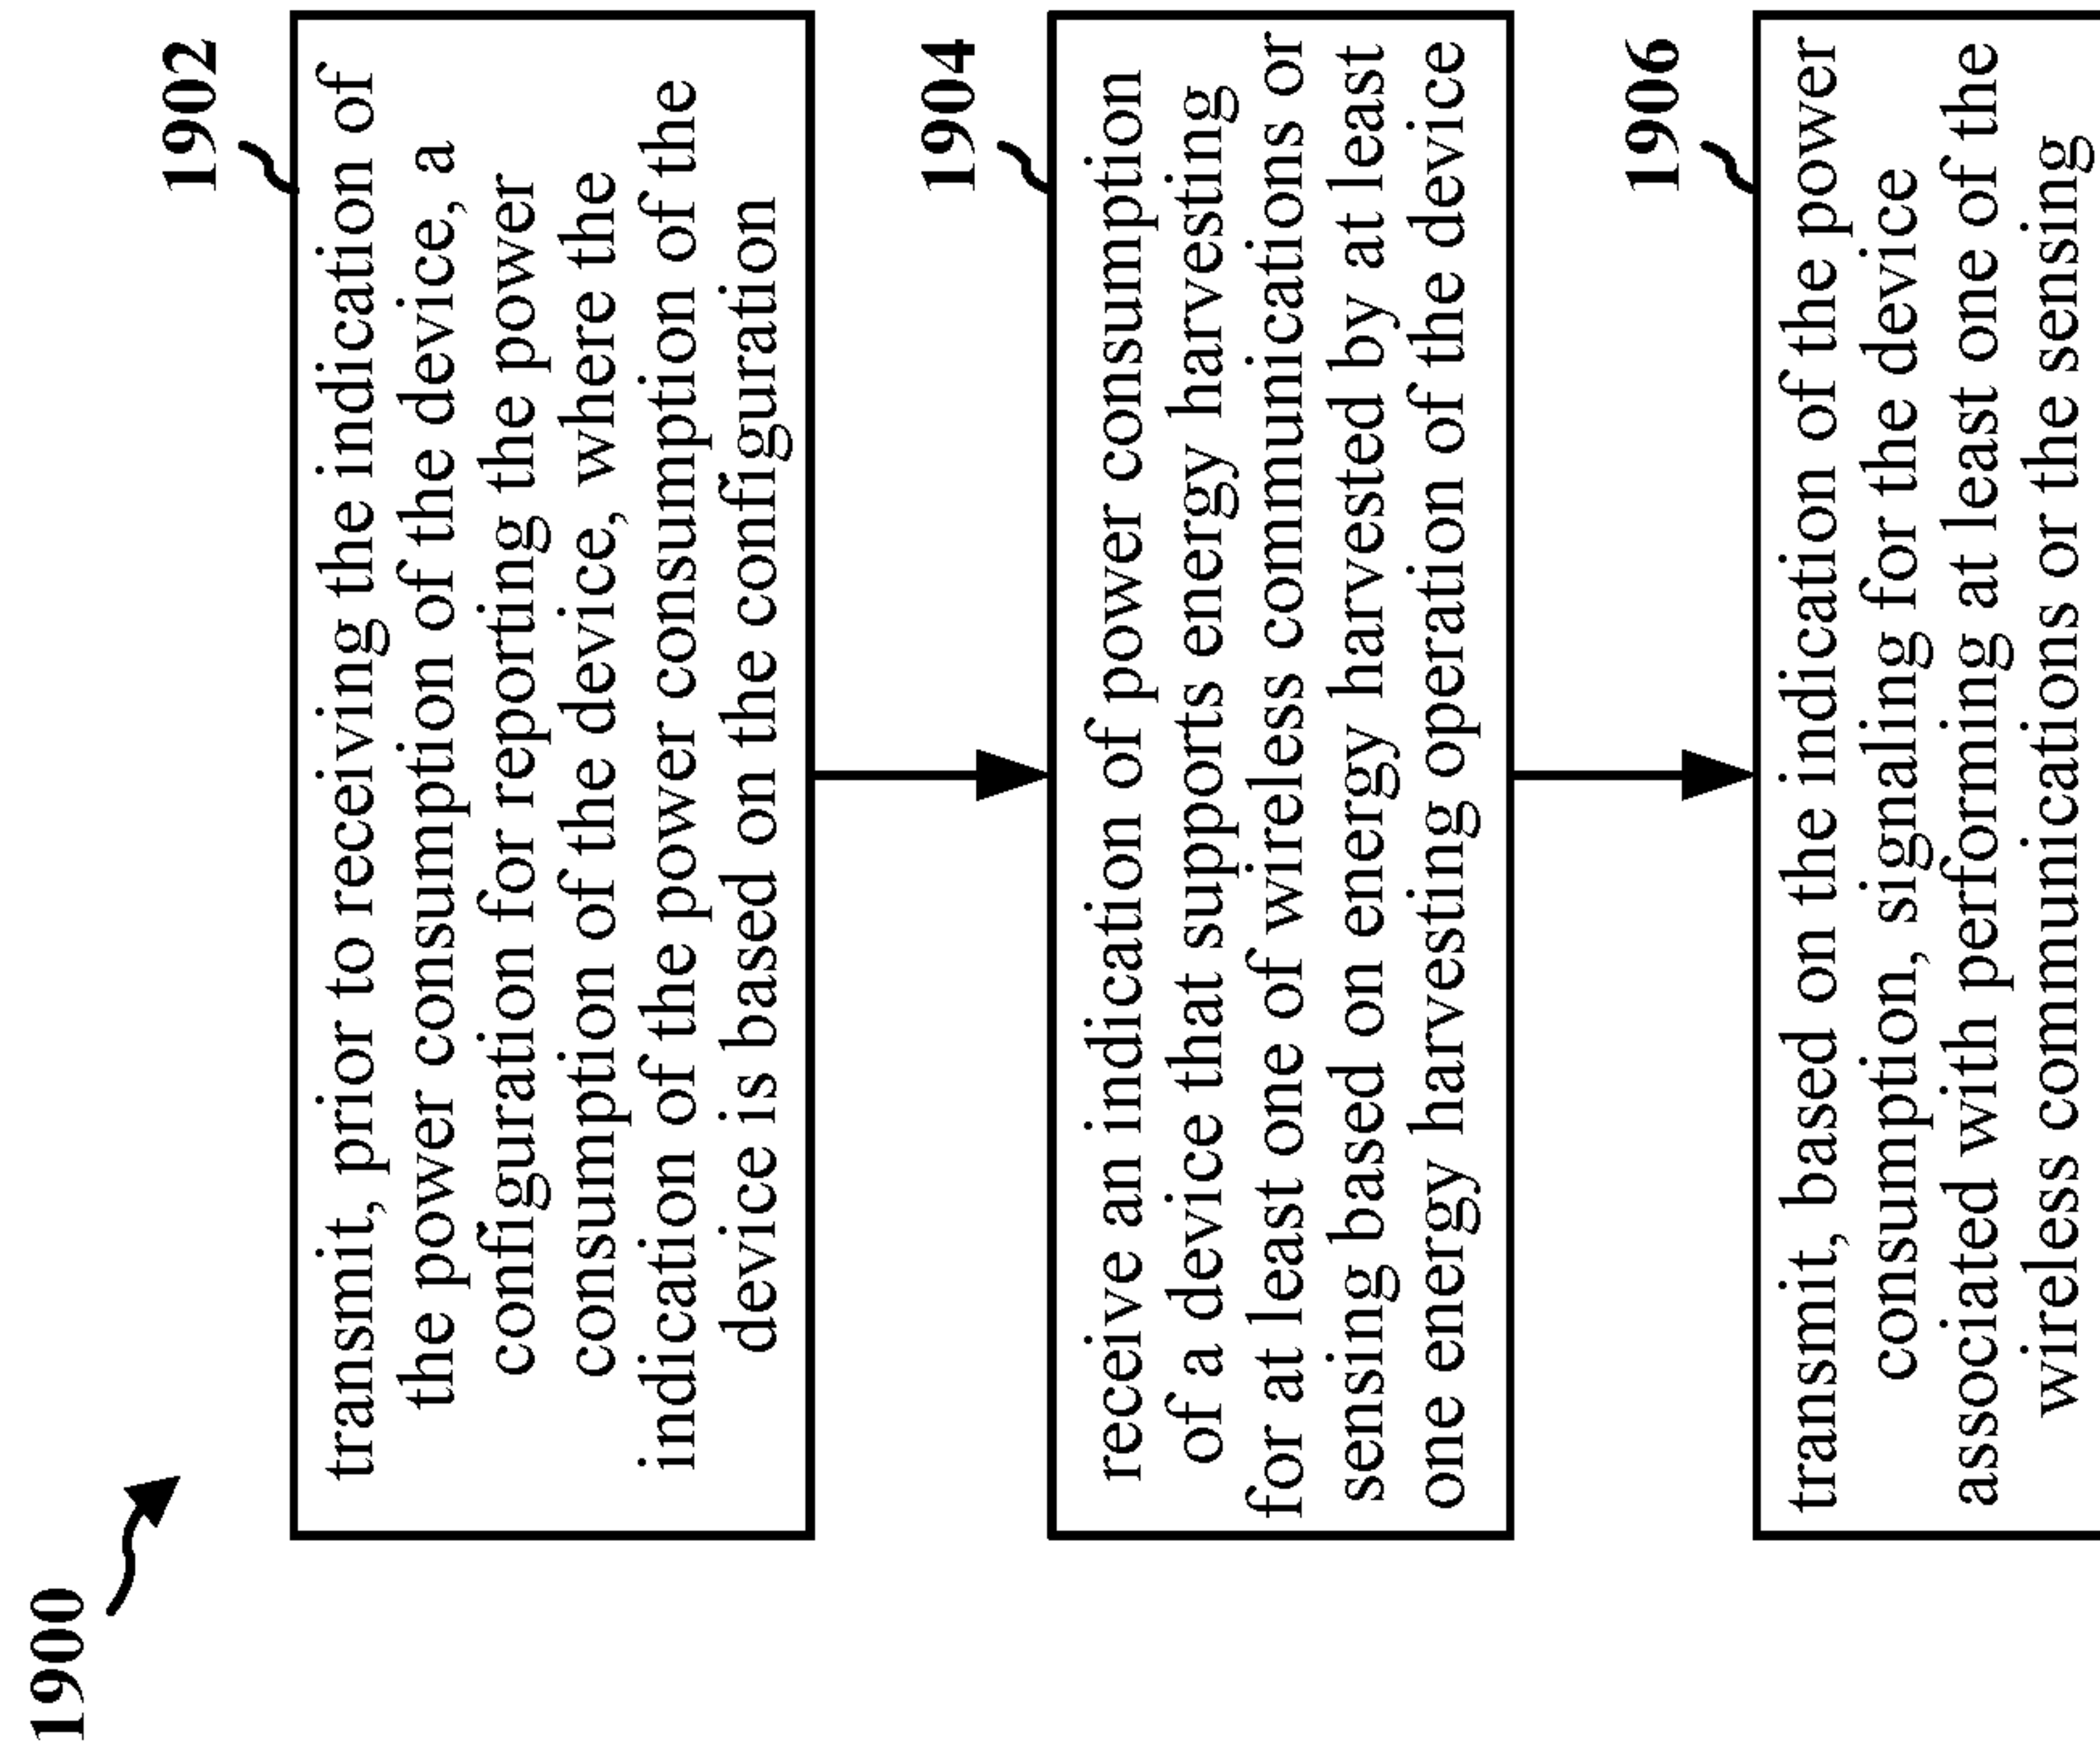 1900
1902
transmit, prior to receiving the indication of
the power consumption of the device, a
configuration for reporting the power
consumption of the device, where the
indication of the power consumption of the
device is based on the configuration
1904
receive an indication of power consumption
of a device that supports energy harvesting
for at least one of wireless communications or
sensing based on energy harvested by at least
one energy harvesting operation of the device
1906
transmit, based on the indication of the power
consumption, signaling for the device
associated with performing at least one of the
wireless communications or the sensing